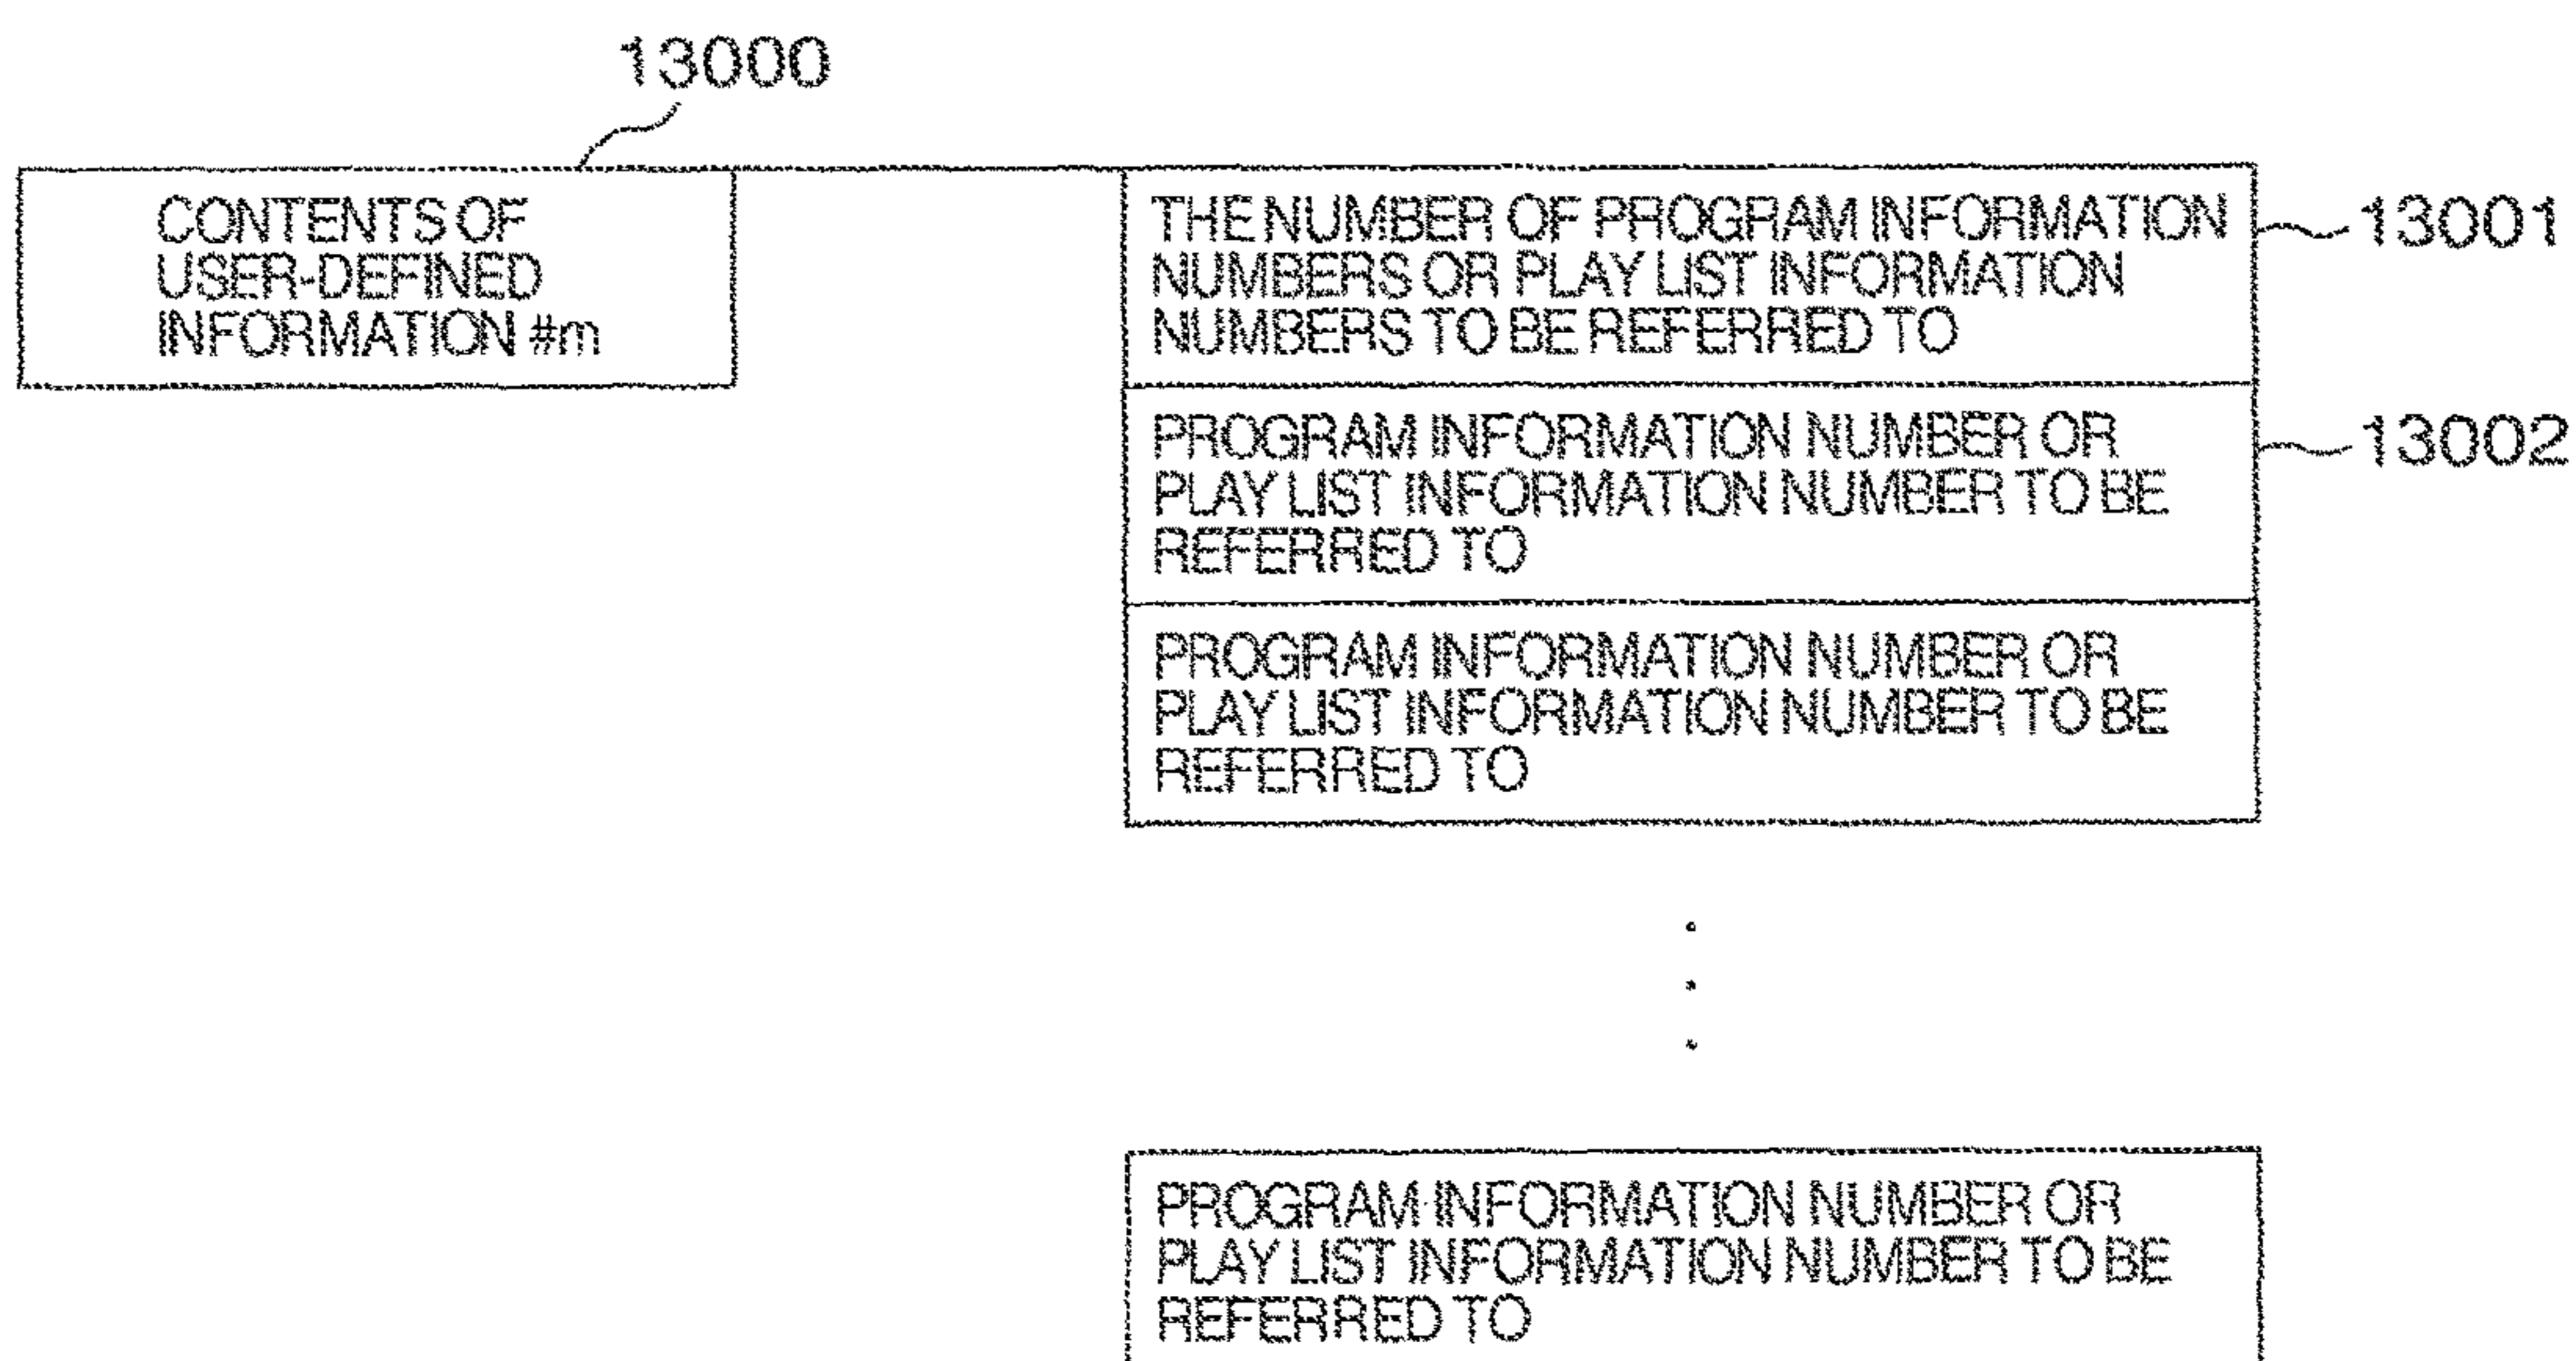 13000
CONTENTS OF
USER-DEFINED
INFORMATION #m
THE NUMBER OF PROGRAM INFORMATION
NUMBERS OR PLAY LIST INFORMATION
NUMBERS TO BE REFERRED TO
13001
PROGRAM INFORMATION NUMBER OR
PLAY LIST INFORMATION NUMBER TO BE
REFERRED TO
13002
PROGRAM INFORMATION NUMBER OR
PLAY LIST INFORMATION NUMBER TO BE
REFERRED TO
PROGRAM INFORMATION NUMBER OR
PLAY LIST INFORMATION NUMBER TO BE
REFERRED TO